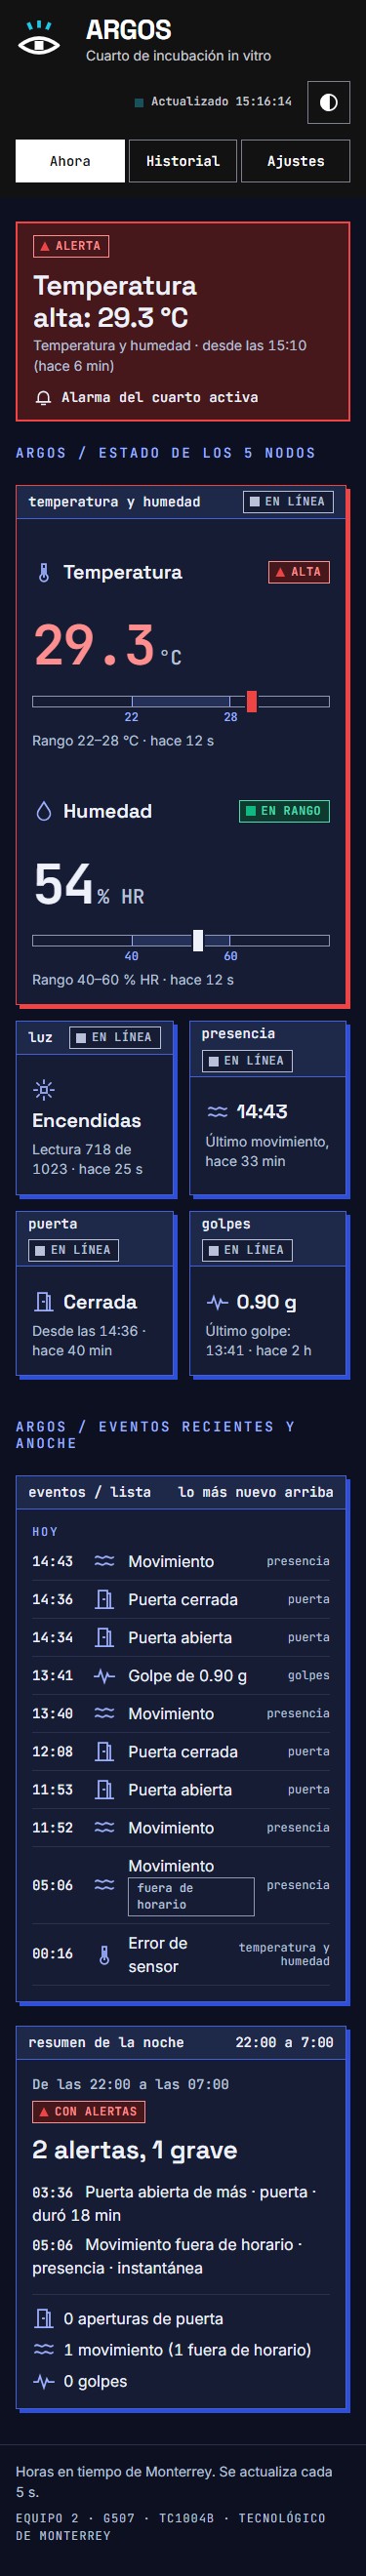 ARGOS
Cuarto de incubación in vitro
Actualizado 15:16:14
Ahora Historial Ajustes
ALERTA
Temperatura
alta: 29.3 °C
Temperatura y humedad · desde las 15:10
(hace 6 min)
Alarma del cuarto activa
ARGOS / ESTADO DE LOS 5 NODOS
temperatura y humedad EN LÍNEA
Temperatura ALTA
29.3 °C
22 28
Rango 22–28 °C · hace 12 s
Humedad EN RANGO
54 % HR
40 60
Rango 40–60 % HR · hace 12 s
luz EN LÍNEA
Encendidas
Lectura 718 de
1023 · hace 25 s
presencia
EN LÍNEA
14:43
Último movimiento,
hace 33 min
puerta
EN LÍNEA
Cerrada
Desde las 14:36 ·
hace 40 min
golpes
EN LÍNEA
0.90 g
Último golpe:
13:41 · hace 2 h
ARGOS / EVENTOS RECIENTES Y
ANOCHE
eventos / lista lo más nuevo arriba
HOY
14:43 Movimiento presencia
14:36 Puerta cerrada puerta
14:34 Puerta abierta puerta
13:41 Golpe de 0.90 g golpes
13:40 Movimiento presencia
12:08 Puerta cerrada puerta
11:53 Puerta abierta puerta
11:52 Movimiento presencia
05:06 Movimiento fuera de horario presencia
00:16 Error de sensor temperatura y humedad
resumen de la noche 22:00 a 7:00
De las 22:00 a las 07:00
CON ALERTAS
2 alertas, 1 grave
03:36 Puerta abierta de más · puerta ·
duró 18 min
05:06 Movimiento fuera de horario ·
presencia · instantánea
0 aperturas de puerta
1 movimiento (1 fuera de horario)
0 golpes
Horas en tiempo de Monterrey. Se actualiza cada
5 s.
EQUIPO 2 · G507 · TC1004B · TECNOLÓGICO
DE MONTERREY